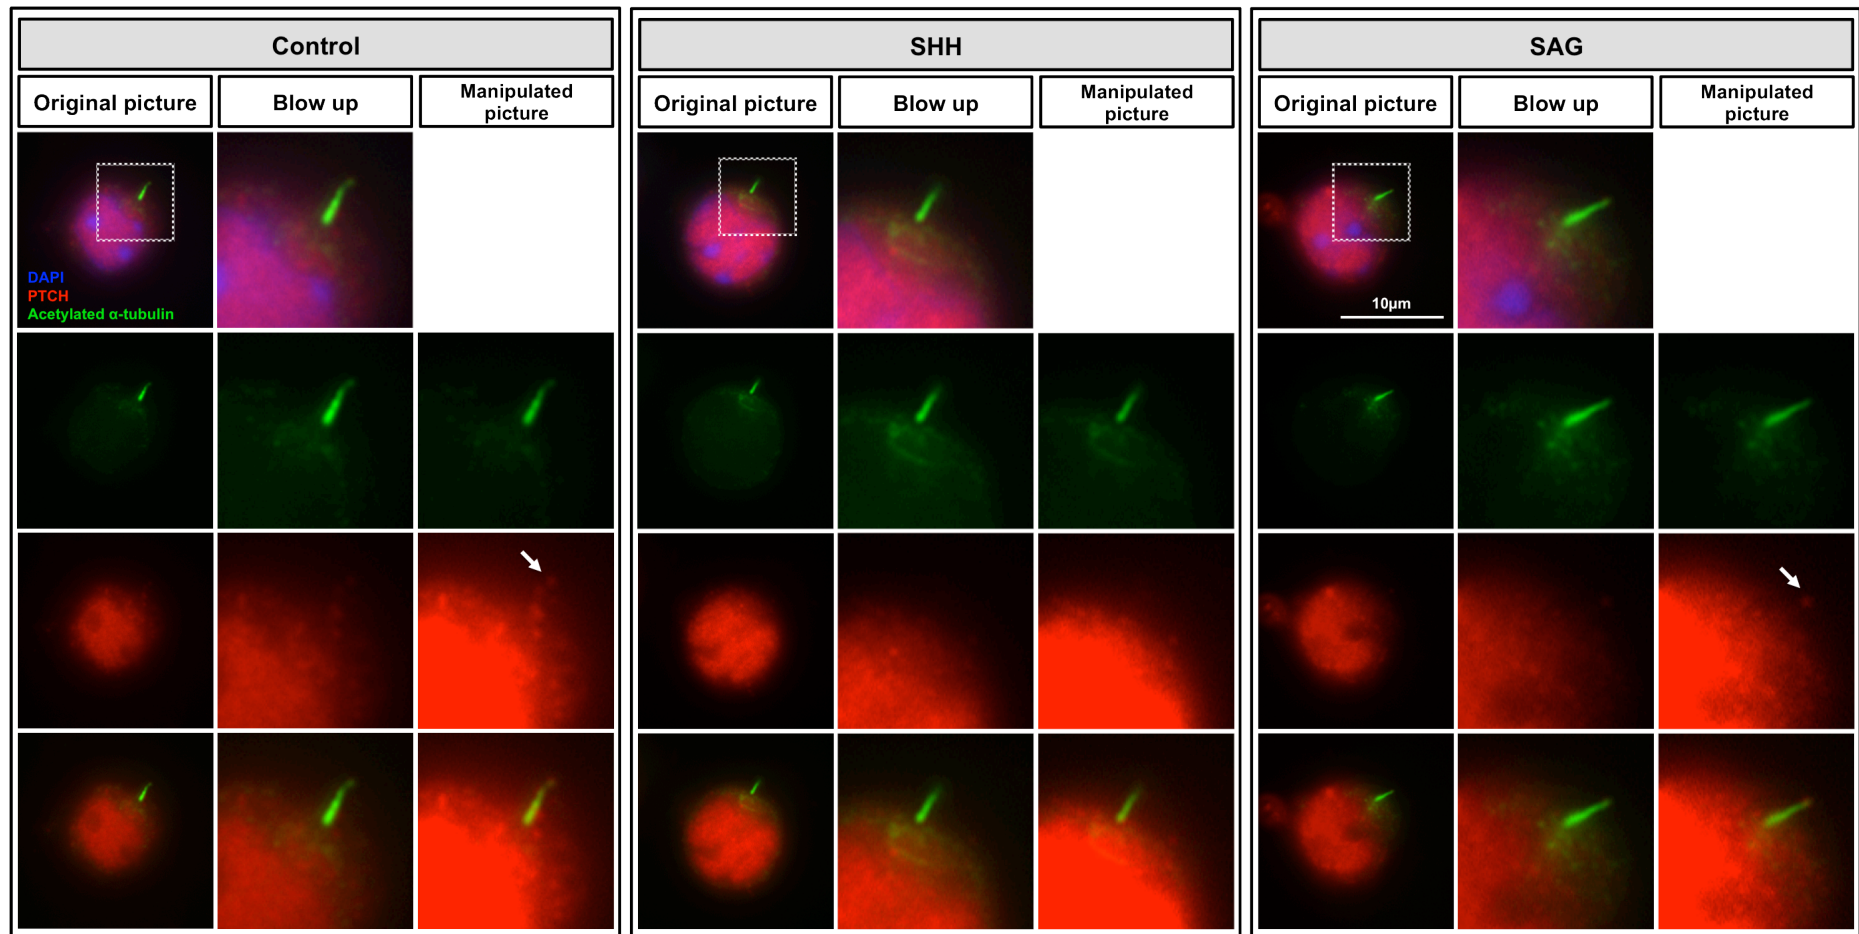 Control
Original picture
Blow up
Manipulated
picture
DAPI
PTCH
Acetylated α-tubulin
SHH
Original picture
Blow up
Manipulated
picture
SAG
Original picture
Blow up
Manipulated
picture
10µm